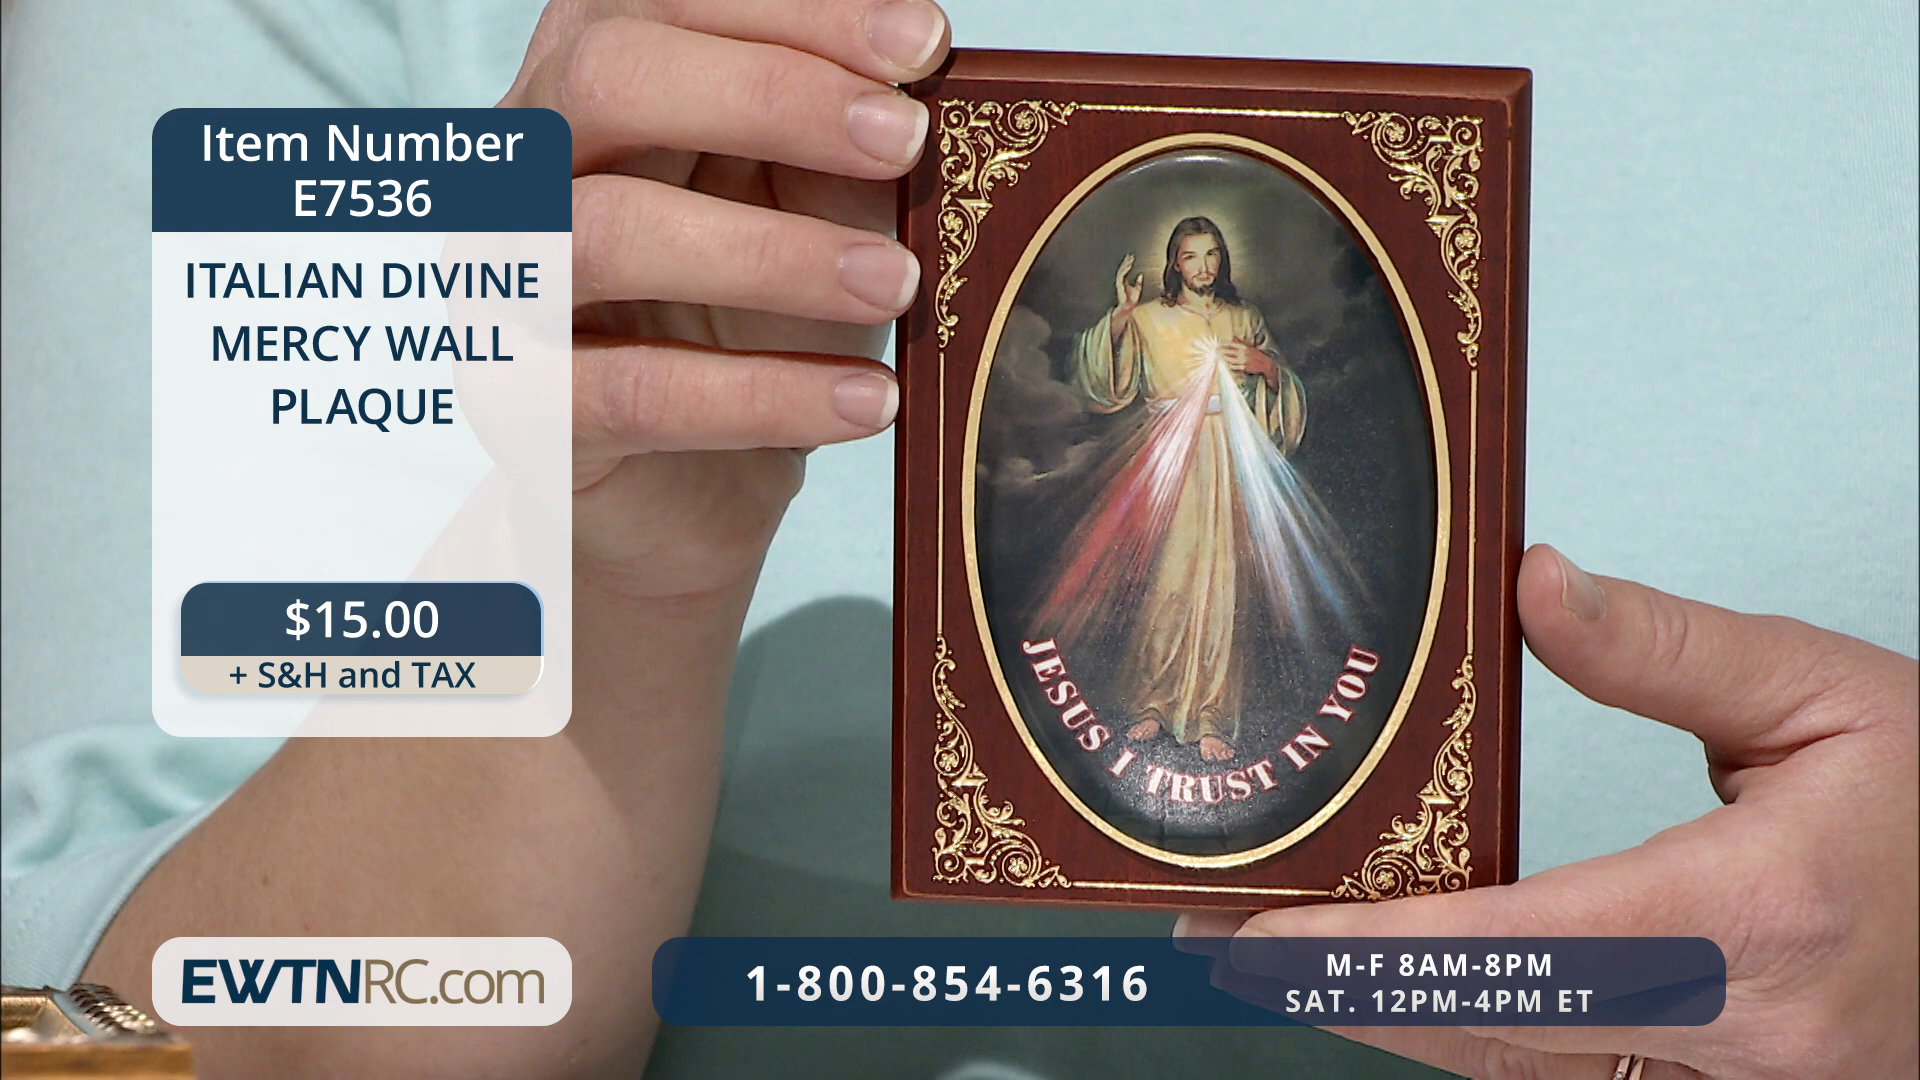 Item Number
E7536
ITALIAN DIVINE
MERCY WALL
PLAQUE
$15.00
+ S&H and TAX
JESUS I TRUST IN YOU
EWTNRC.com
1-800-854-6316
M-F 8AM-8PM
SAT. 12PM-4PM ET